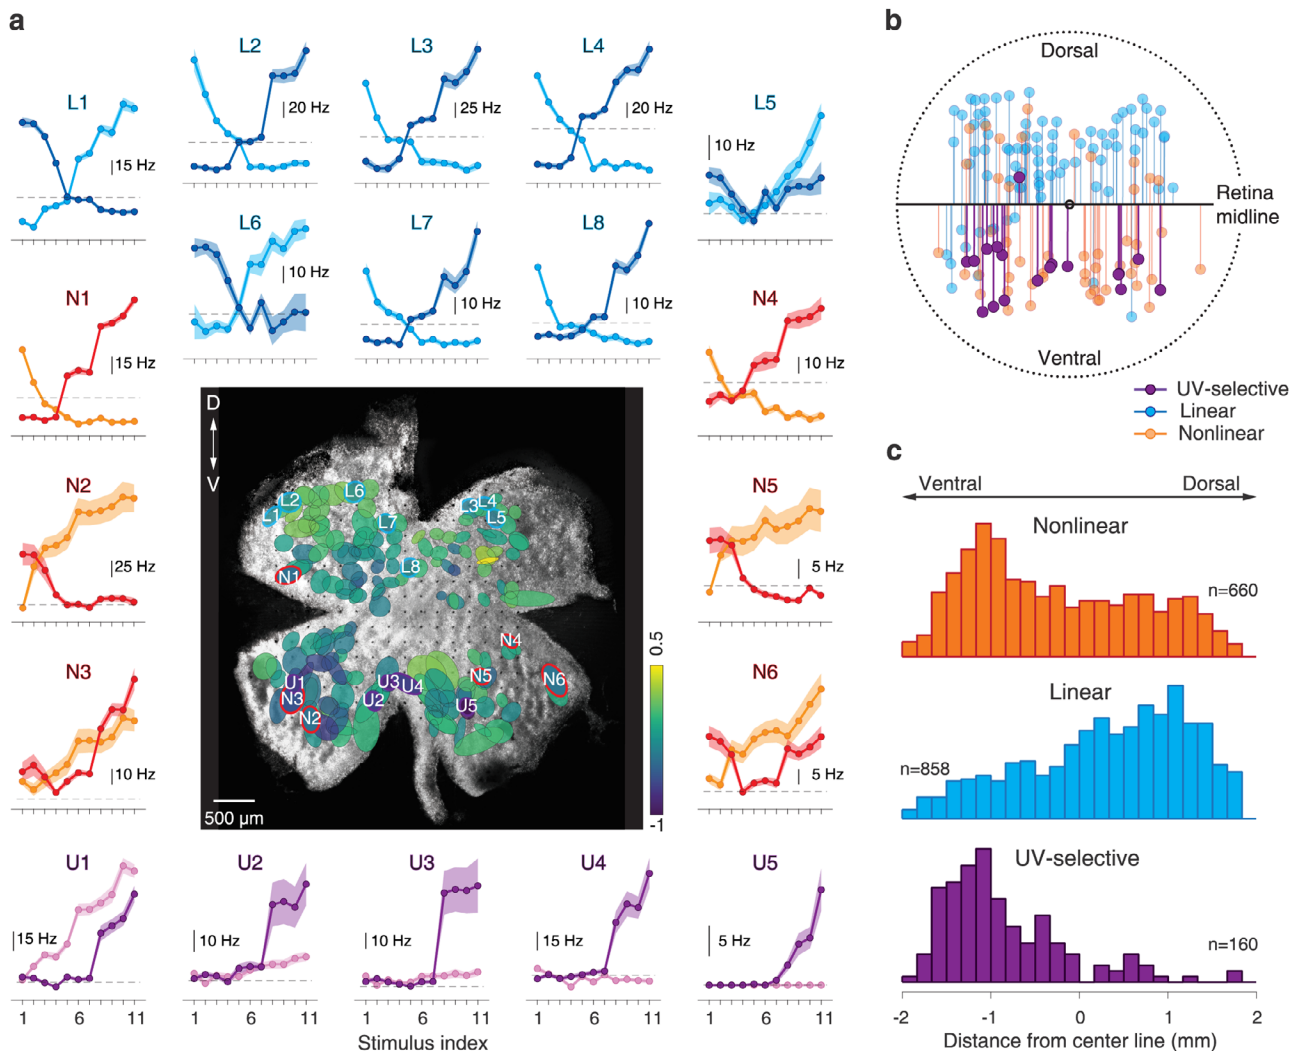 a
L1
15 Hz
L2
20 Hz
L3
25 Hz
L4
20 Hz
L5
10 Hz
L6
10 Hz
L7
10 Hz
L8
10 Hz
N1
15 Hz
N4
10 Hz
N2
25 Hz
N5
5 Hz
N3
10 Hz
N6
5 Hz
D
V
L1
L2
L6
L7
L3
L4
L5
L8
N1
N4
U1
N3
N2
U3
U2
U4
N5
U5
N6
500 µm
0.5
-1
U1
15 Hz
U2
10 Hz
U3
10 Hz
U4
15 Hz
U5
5 Hz
1 6 11
1 6 11
1 6 11
1 6 11
1 6 11
Stimulus index
b
Dorsal
Retina
midline
Ventral
UV-selective
Linear
Nonlinear
c
Ventral Dorsal
Nonlinear
n=660
Linear
n=858
UV-selective
n=160
-2 -1 0 1 2
Distance from center line (mm)